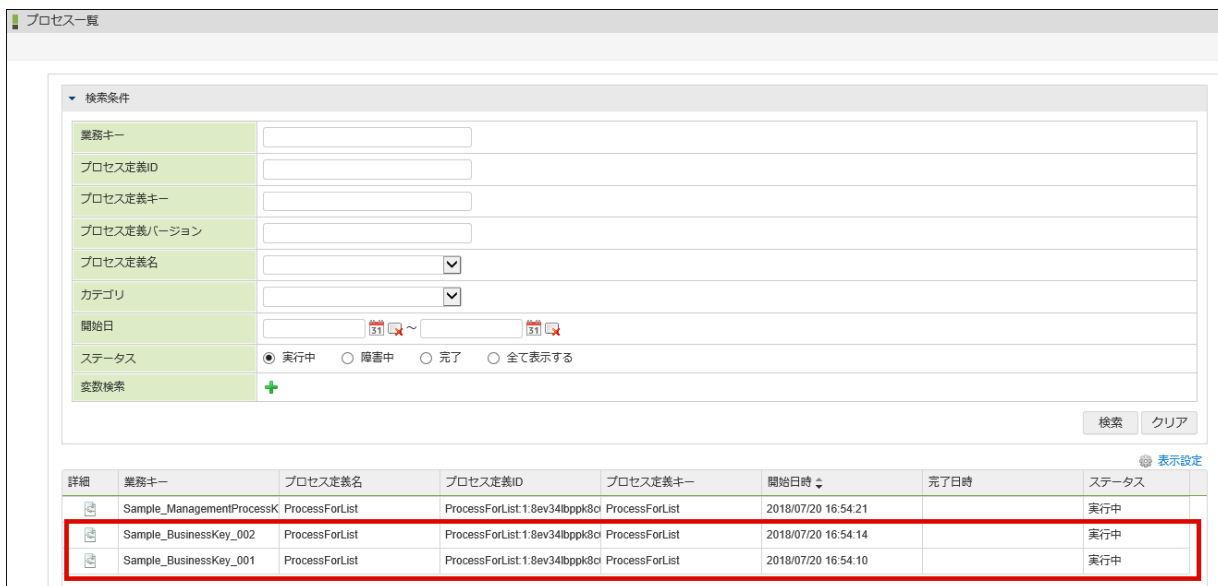 プロセス一覧
検索条件
業務キー
プロセス定義ID
プロセス定義キー
プロセス定義バージョン
プロセス定義名
カテゴリ
開始日 31 ～ 31
ステータス 実行中 障害中 完了 全て表示する
変数検索
検索 クリア
表示設定
詳細 業務キー プロセス定義名 プロセス定義ID プロセス定義キー 開始日時 完了日時 ステータス
Sample_ManagementProcessK ProcessForList ProcessForList:1:8ev34lbppk8c ProcessForList 2018/07/20 16:54:21 実行中
Sample_BusinessKey_002 ProcessForList ProcessForList:1:8ev34lbppk8c ProcessForList 2018/07/20 16:54:14 実行中
Sample_BusinessKey_001 ProcessForList ProcessForList:1:8ev34lbppk8c ProcessForList 2018/07/20 16:54:10 実行中